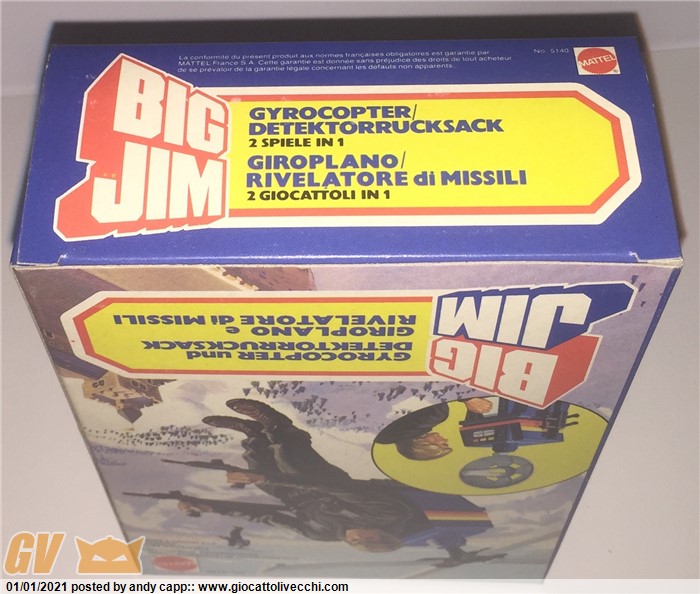 La conformité du présent produit aux normes françaises obligatoires est garantie par
MATTEL France S.A. Cette garantie est donnée sans préjudice des droits de tout acheteur
de se prévaloir de la garantie légale concernant les défauts non apparents.
No. 5140
MATTEL
BIG
JIM
GYROCOPTER/
DETEKTORRUCKSACK
2 SPIELE IN 1
GIROPLANO/
RIVELATORE di MISSILI
2 GIOCATTOLI IN 1
BIG
JIM
GYROCOPTER und
DETEKTORRUCKSACK
GIROPLANO e
RIVELATORE di MISSILI
GV
01/01/2021 posted by andy capp:: www.giocattolivecchi.com